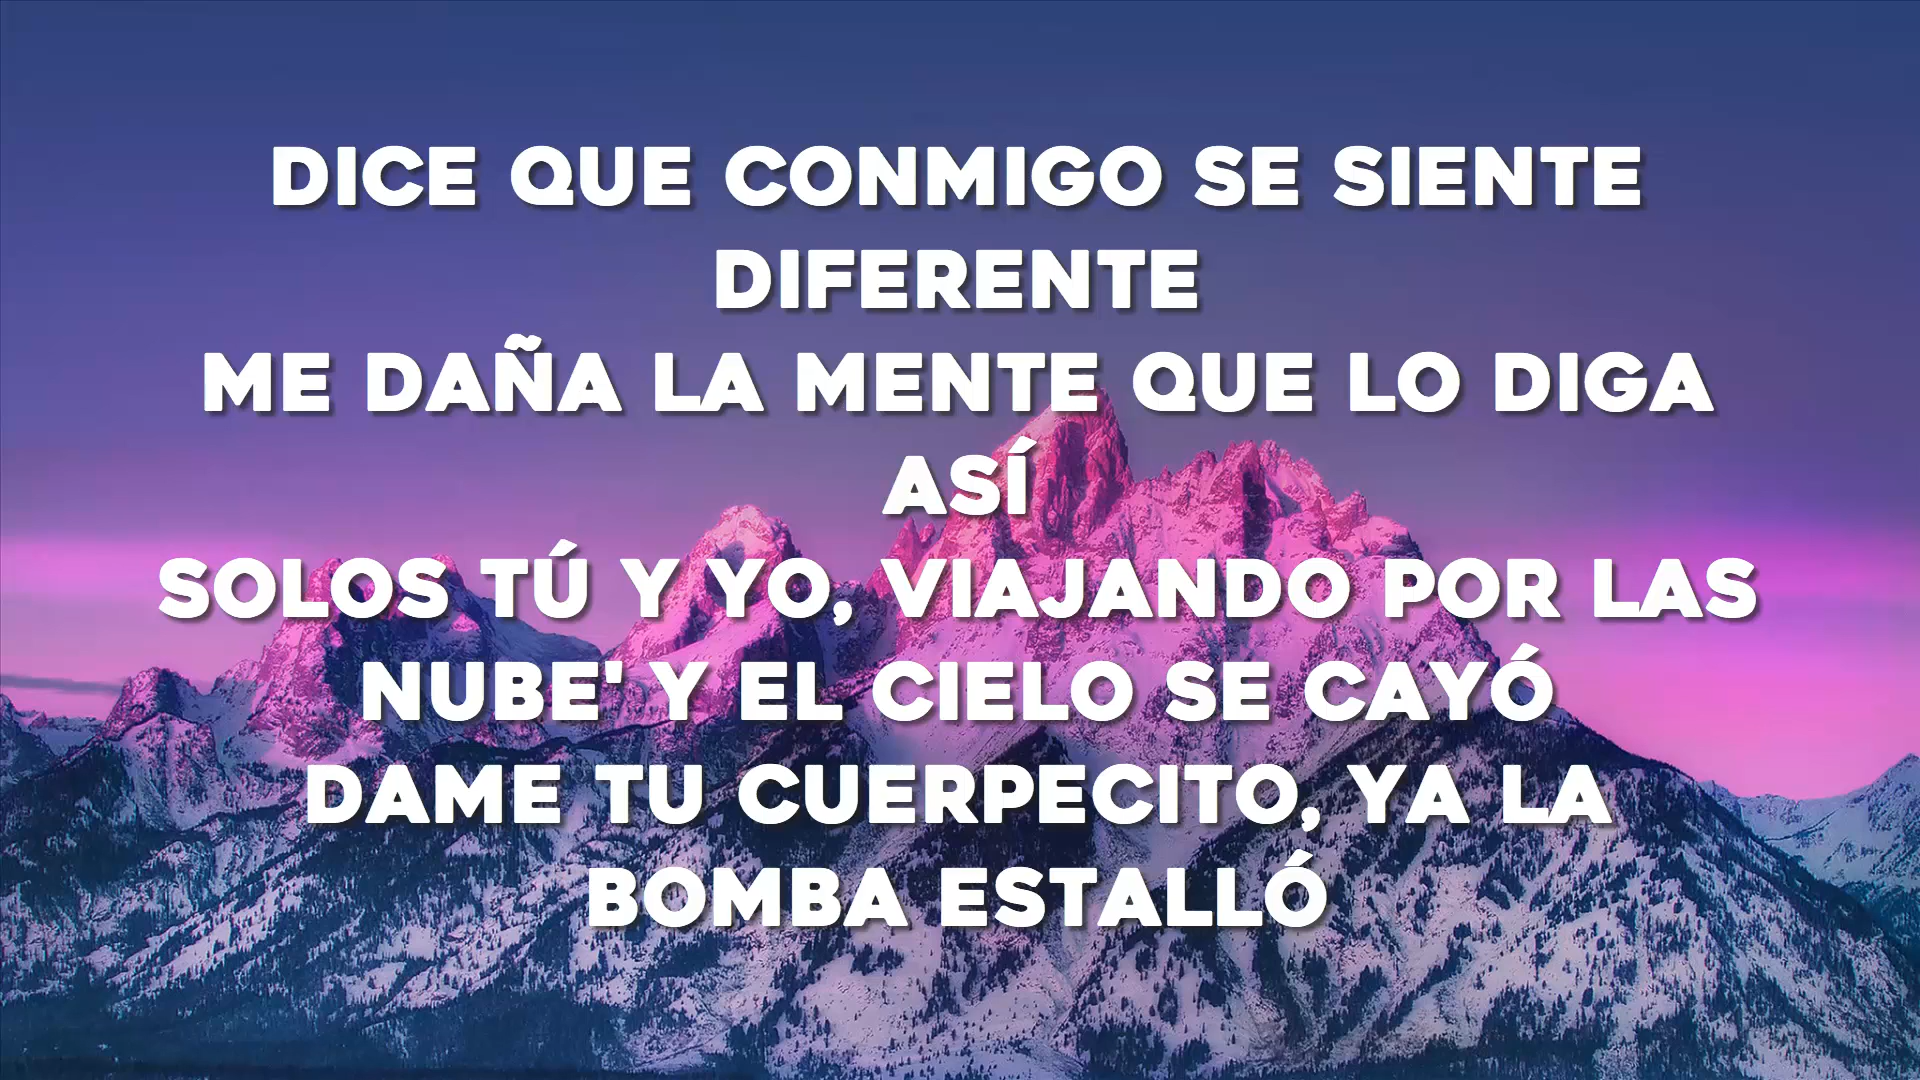 DICE QUE CONMIGO SE SIENTE
DIFERENTE
ME DAÑA LA MENTE QUE LO DIGA
ASÍ
SOLOS TÚ Y YO, VIAJANDO POR LAS
NUBE' Y EL CIELO SE CAYÓ
DAME TU CUERPECITO, YA LA
BOMBA ESTALLÓ